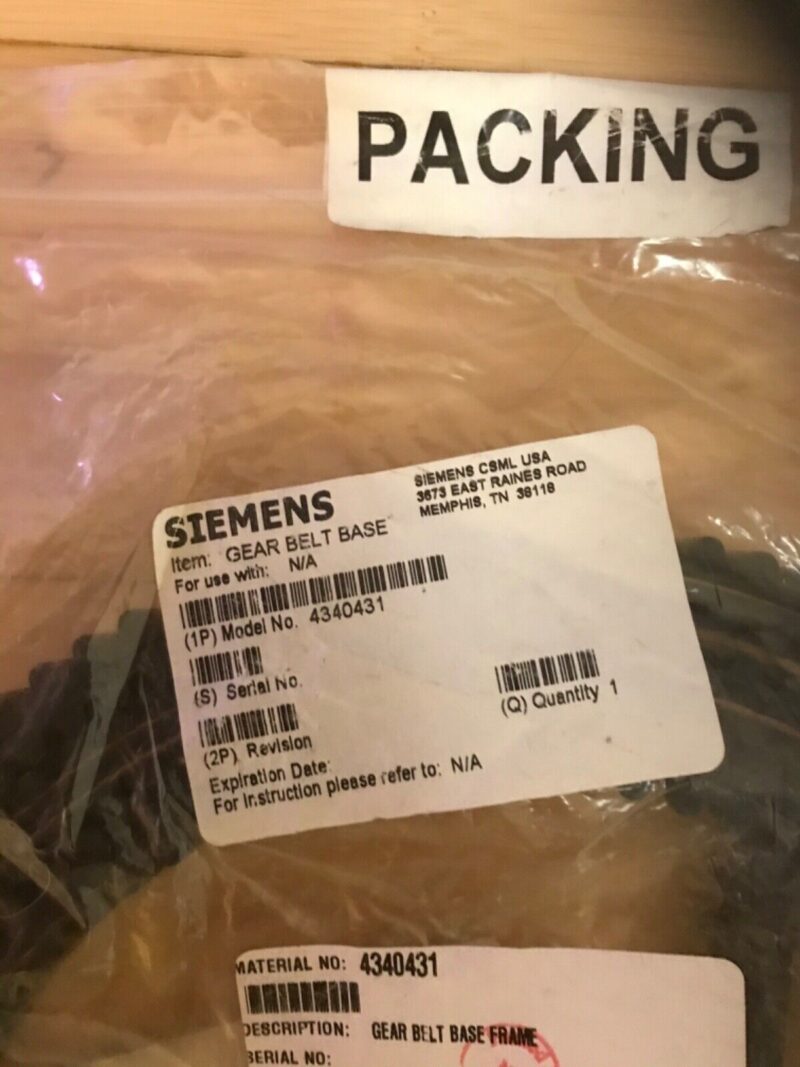 PACKING
SIEMENS
SIEMENS CSML USA
3673 EAST RAINES ROAD
MEMPHIS, TN 38118
Item: GEAR BELT BASE
For use with: N/A
(1P) Model No. 4340431
(S) Serial No.
(Q) Quantity 1
(2P) Revision
Expiration Date:
For instruction please refer to: N/A
MATERIAL NO: 4340431
DESCRIPTION: GEAR BELT BASE FRAME
SERIAL NO: